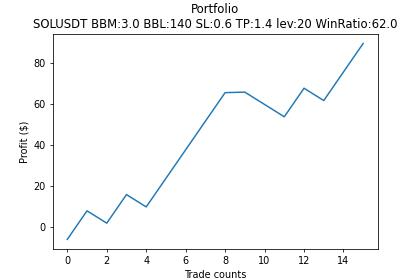 Portfolio
SOLUSDT BBM:3.0 BBL:140 SL:0.6 TP:1.4 lev:20 WinRatio:62.0
80
60
40
20
0
Profit ($)
0 2 4 6 8 10 12 14
Trade counts